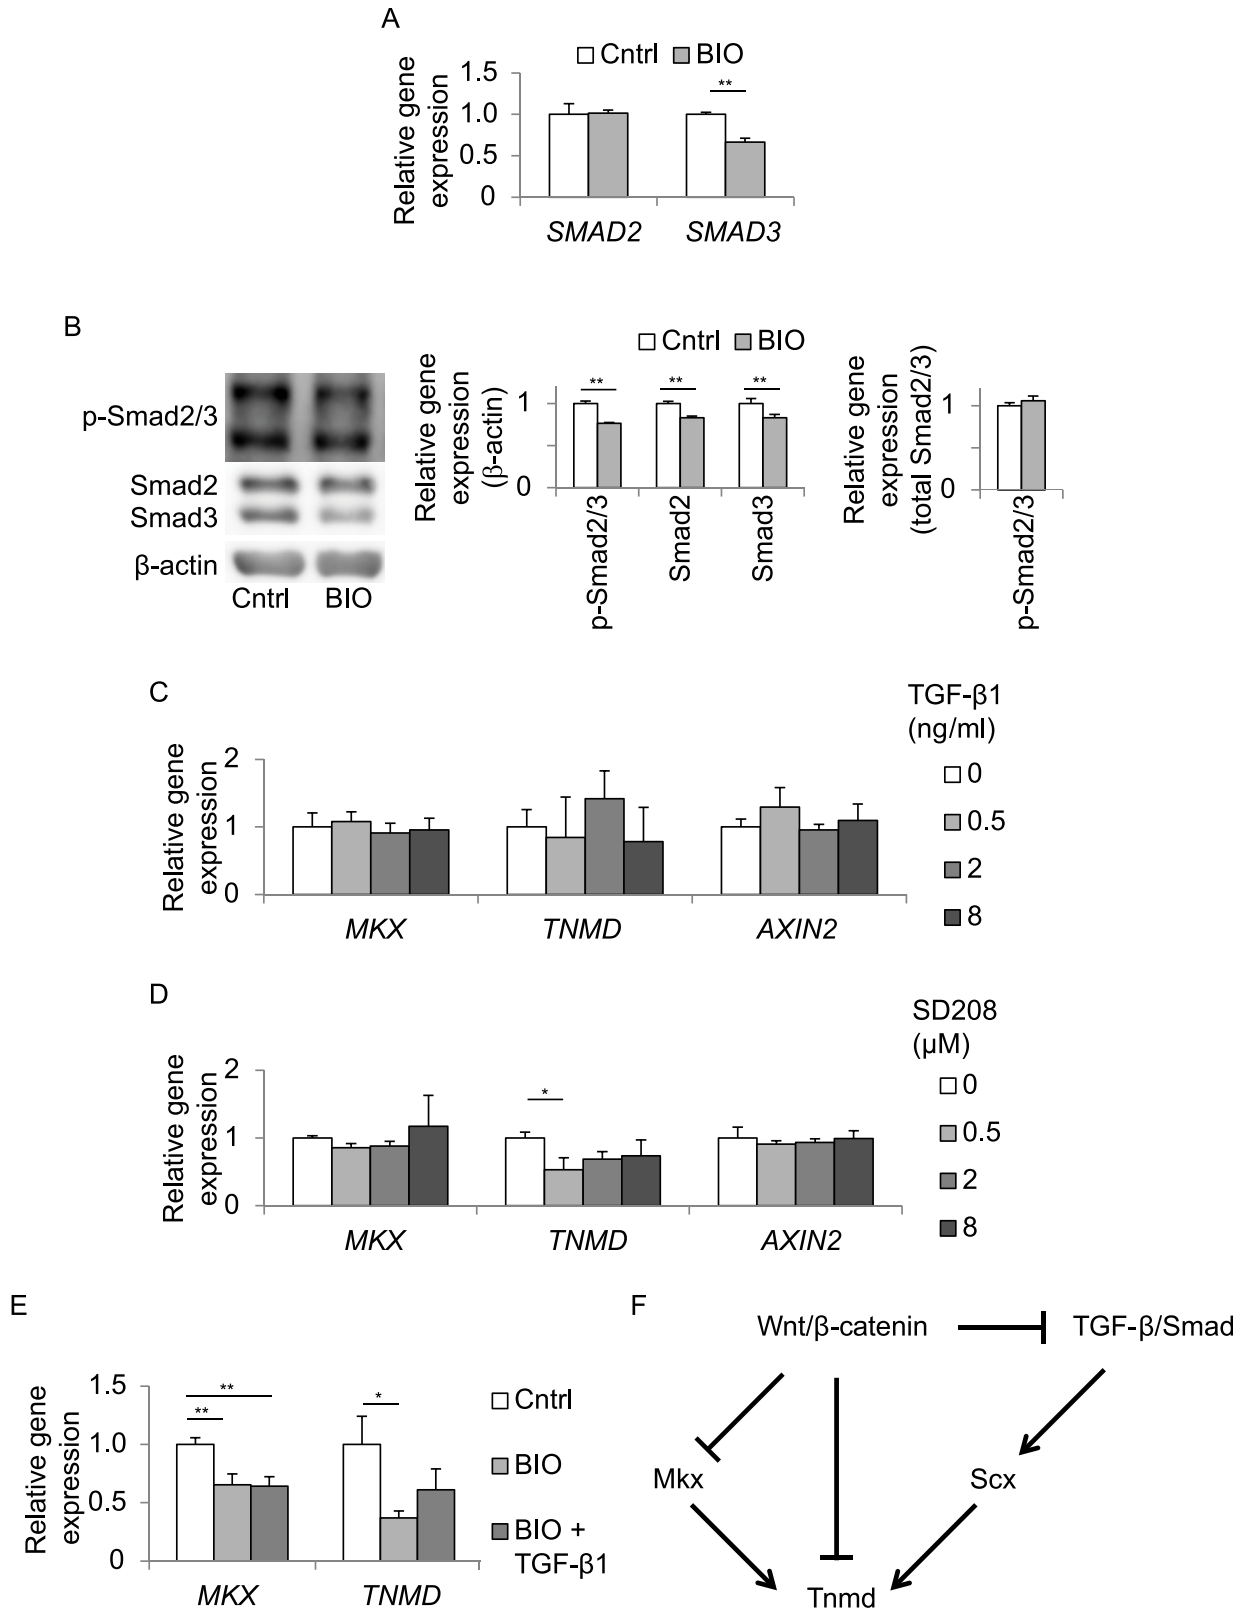 A
Cntrl BIO
Relative gene
expression
1.5
1.0
0.5
0
**
SMAD2 SMAD3
B
p-Smad2/3
Smad2
Smad3
β-actin
Cntrl BIO
Cntrl BIO
Relative gene
expression
(β-actin)
1
0
** ** **
p-Smad2/3
Smad2
Smad3
Relative gene
expression
(total Smad2/3)
1
0
p-Smad2/3
C
Relative gene
expression
2
1
0
MKX TNMD AXIN2
TGF-β1
(ng/ml)
0
0.5
2
8
D
Relative gene
expression
2
1
0
*
MKX TNMD AXIN2
SD208
(μM)
0
0.5
2
8
E
Relative gene
expression
1.5
1.0
0.5
0
**
**
*
MKX TNMD
Cntrl
BIO
BIO +
TGF-β1
F
Wnt/β-catenin TGF-β/Smad
Mkx Scx
Tnmd